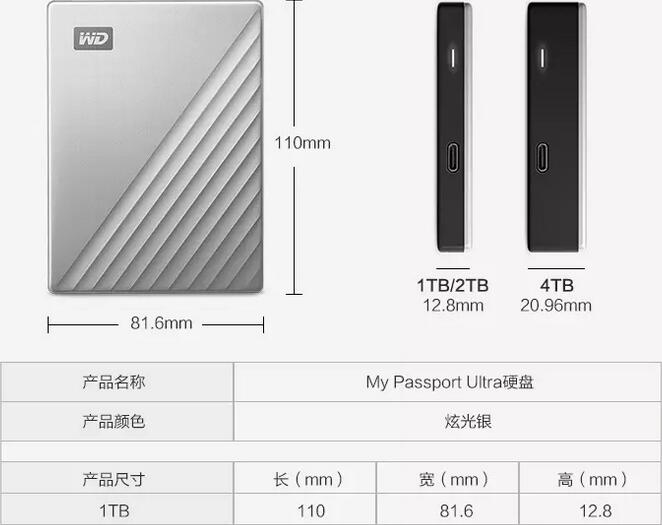 WD
110mm
81.6mm
1TB/2TB
12.8mm
4TB
20.96mm
产品名称 My Passport Ultra硬盘
产品颜色 炫光银
产品尺寸 长（mm） 宽（mm） 高（mm）
1TB 110 81.6 12.8